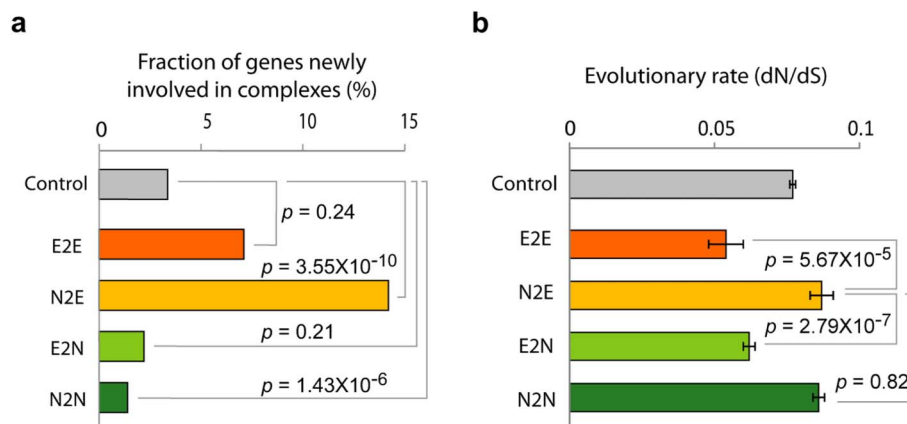 a
Fraction of genes newly
involved in complexes (%)
0 5 10 15
Control
p = 0.24
E2E
p = 3.55X10⁻¹⁰
N2E
p = 0.21
E2N
p = 1.43X10⁻⁶
N2N
b
Evolutionary rate (dN/dS)
0 0.05 0.1
Control
E2E
p = 5.67X10⁻⁵
N2E
p = 2.79X10⁻⁷
E2N
p = 0.82
N2N